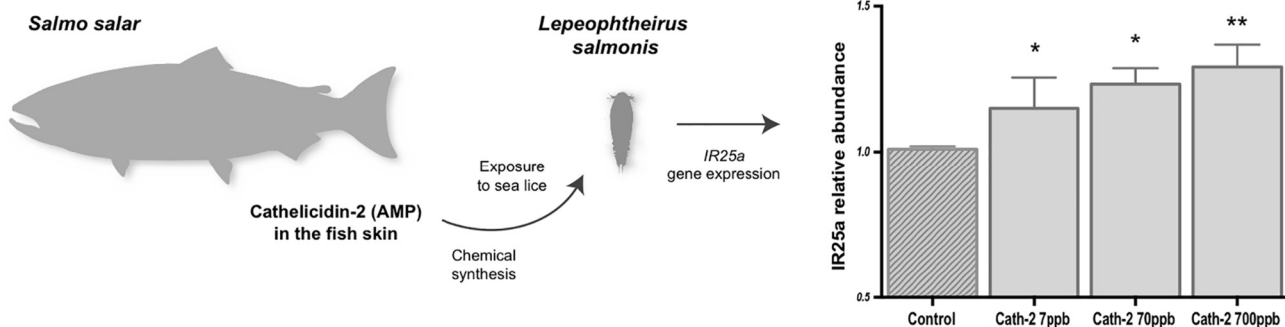 Salmo salar
Lepeophtheirus
salmonis
Exposure
to sea lice
Cathelicidin-2 (AMP)
in the fish skin
Chemical
synthesis
IR25a
gene expression
IR25a relative abundance
1.5
1.0
0.5
*
*
**
Control
Cath-2 7ppb
Cath-2 70ppb
Cath-2 700ppb